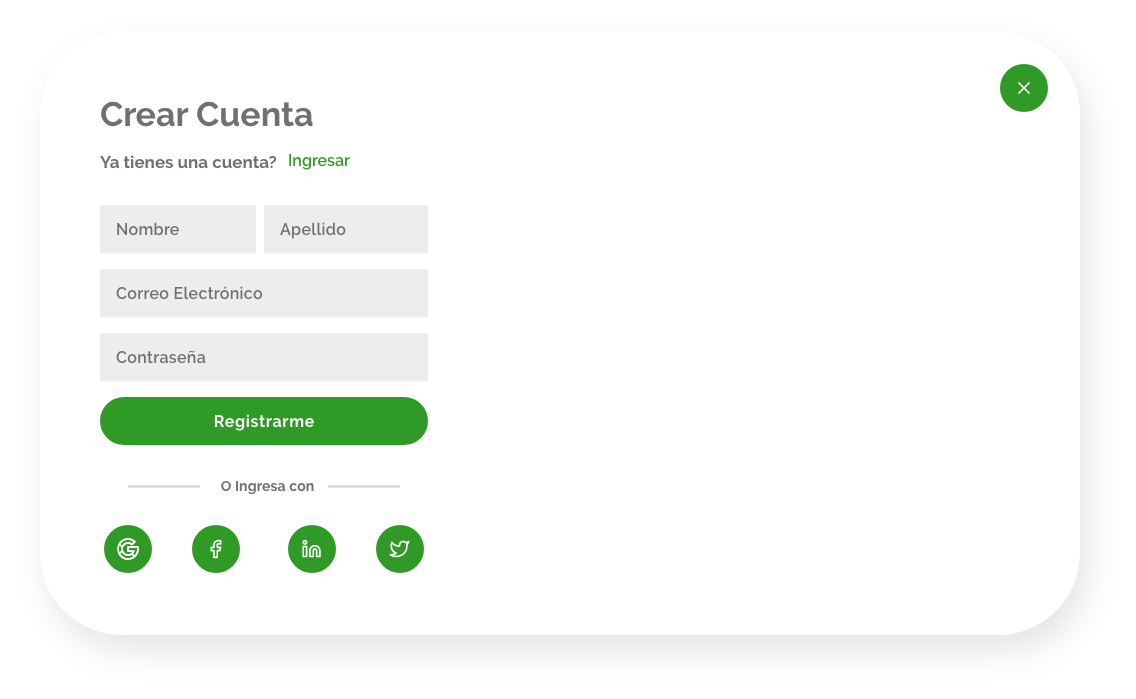 Crear Cuenta
Ya tienes una cuenta? Ingresar
Nombre Apellido
Correo Electrónico
Contraseña
Registrarme
O Ingresa con